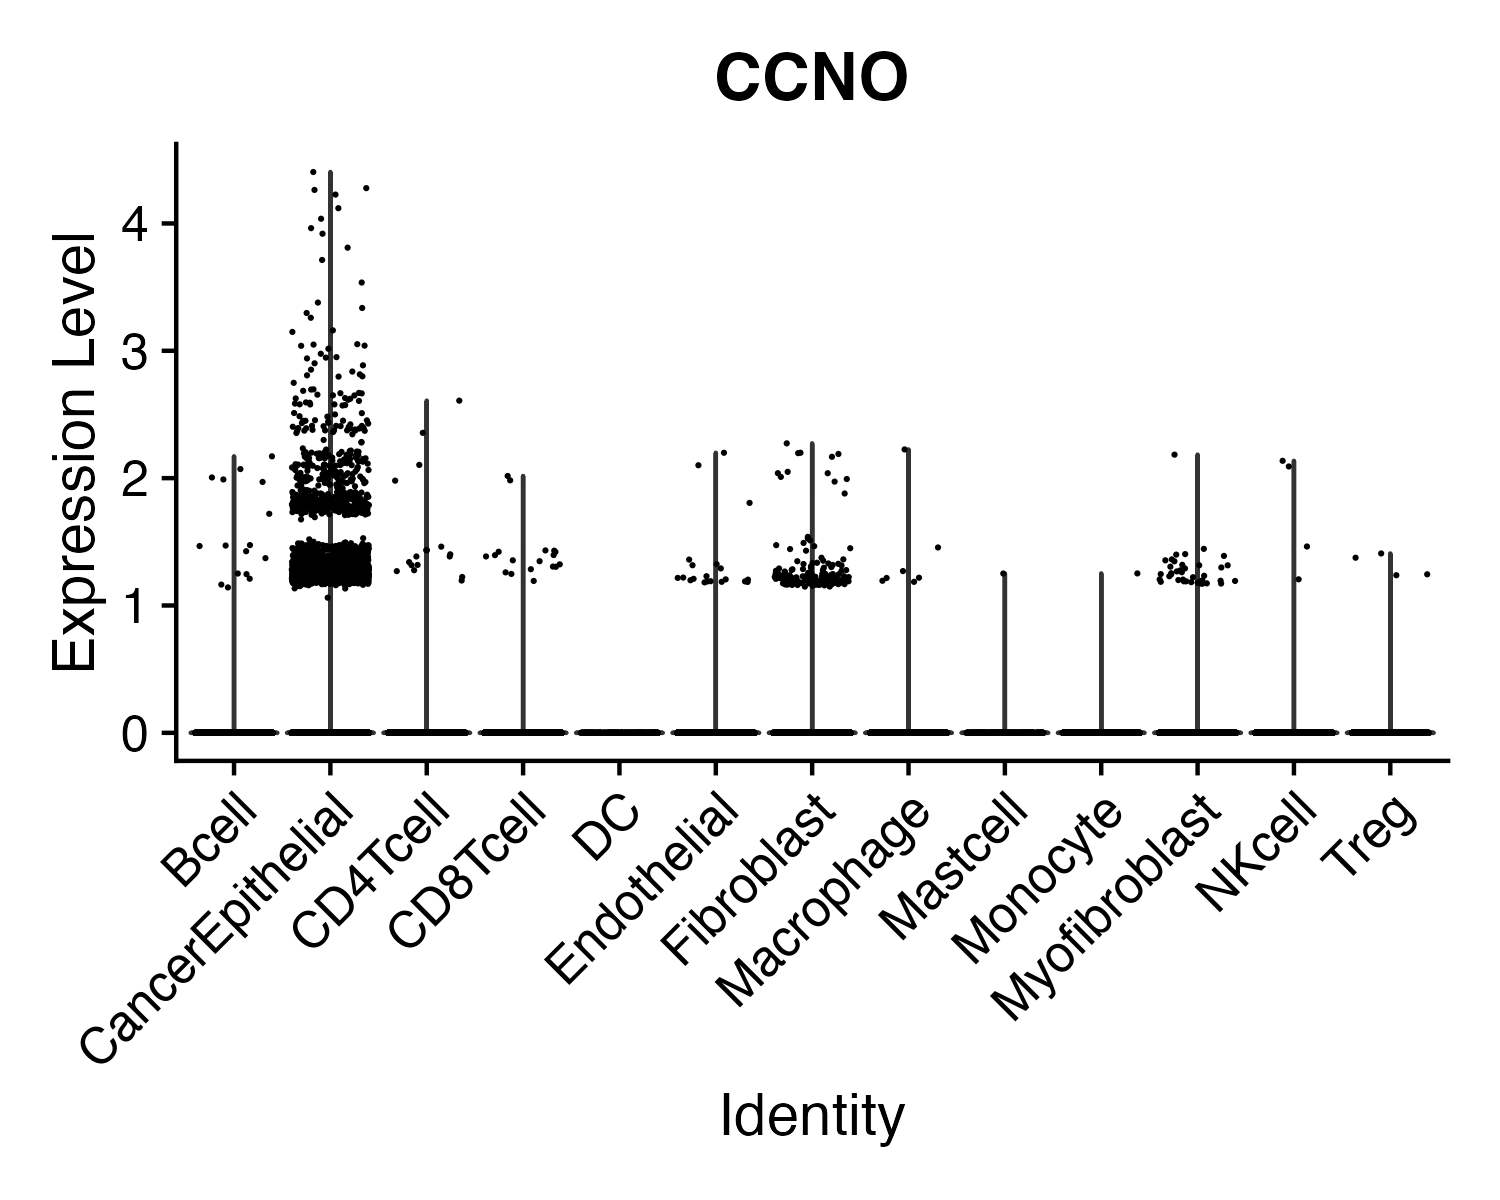 CCNO
Expression Level
4
3
2
1
0
Bcell
CancerEpithelial
CD4Tcell
CD8Tcell
DC
Endothelial
Fibroblast
Macrophage
Mastcell
Monocyte
Myofibroblast
NKcell
Treg
Identity